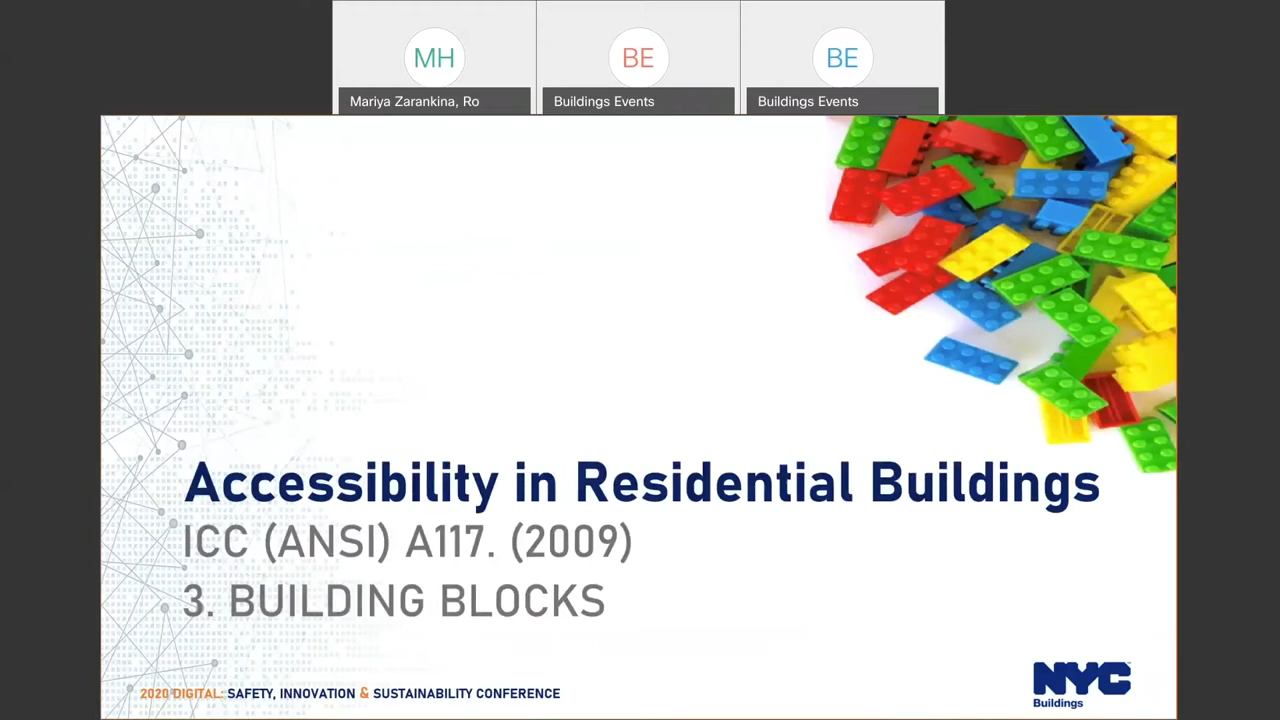 MH
BE
BE
Mariya Zarankina, Ro
Buildings Events
Buildings Events
Accessibility in Residential Buildings
ICC (ANSI) A117. (2009)
3. BUILDING BLOCKS
2020 DIGITAL: SAFETY, INNOVATION & SUSTAINABILITY CONFERENCE
NYC
Buildings